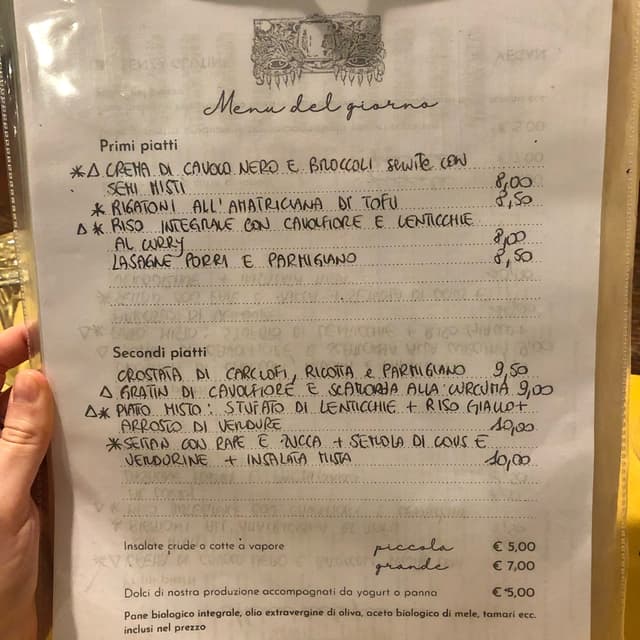 Menu del giorno
Primi piatti
*△ CREMA DI CAVOLO NERO E BROCCOLI SERVITE CON
SEMI MISTI 8,00
* RIGATONI ALL'AMATRICIANA DI TOFU 8,50
△* RISO INTEGRALE CON CAVOLFIORE E LENTICCHIE
AL CURRY 8,00
LASAGNE PORRI E PARMIGIANO 8,50
Secondi piatti
CROSTATA DI CARCIOFI, RICOTTA e PARMIGIANO 9,50
△ GRATIN DI CAVOLFIORE E SCAMORZA ALLA CURCUMA 9,00
△* PIATTO MISTO: STUFATO DI LENTICCHIE + RISO GIALLO +
ARROSTO DI VERDURE 10,00
* SEITAN CON RAPE E ZUCCA + SEMOLA DI COUS E
VERDURINE + INSALATA MISTA 10,00
Insalate crude o cotte a vapore piccola € 5,00
grande € 7,00
Dolci di nostra produzione accompagnati da yogurt o panna € 5,00
Pane biologico integrale, olio extravergine di oliva, aceto biologico di mele, tamari ecc.
inclusi nel prezzo